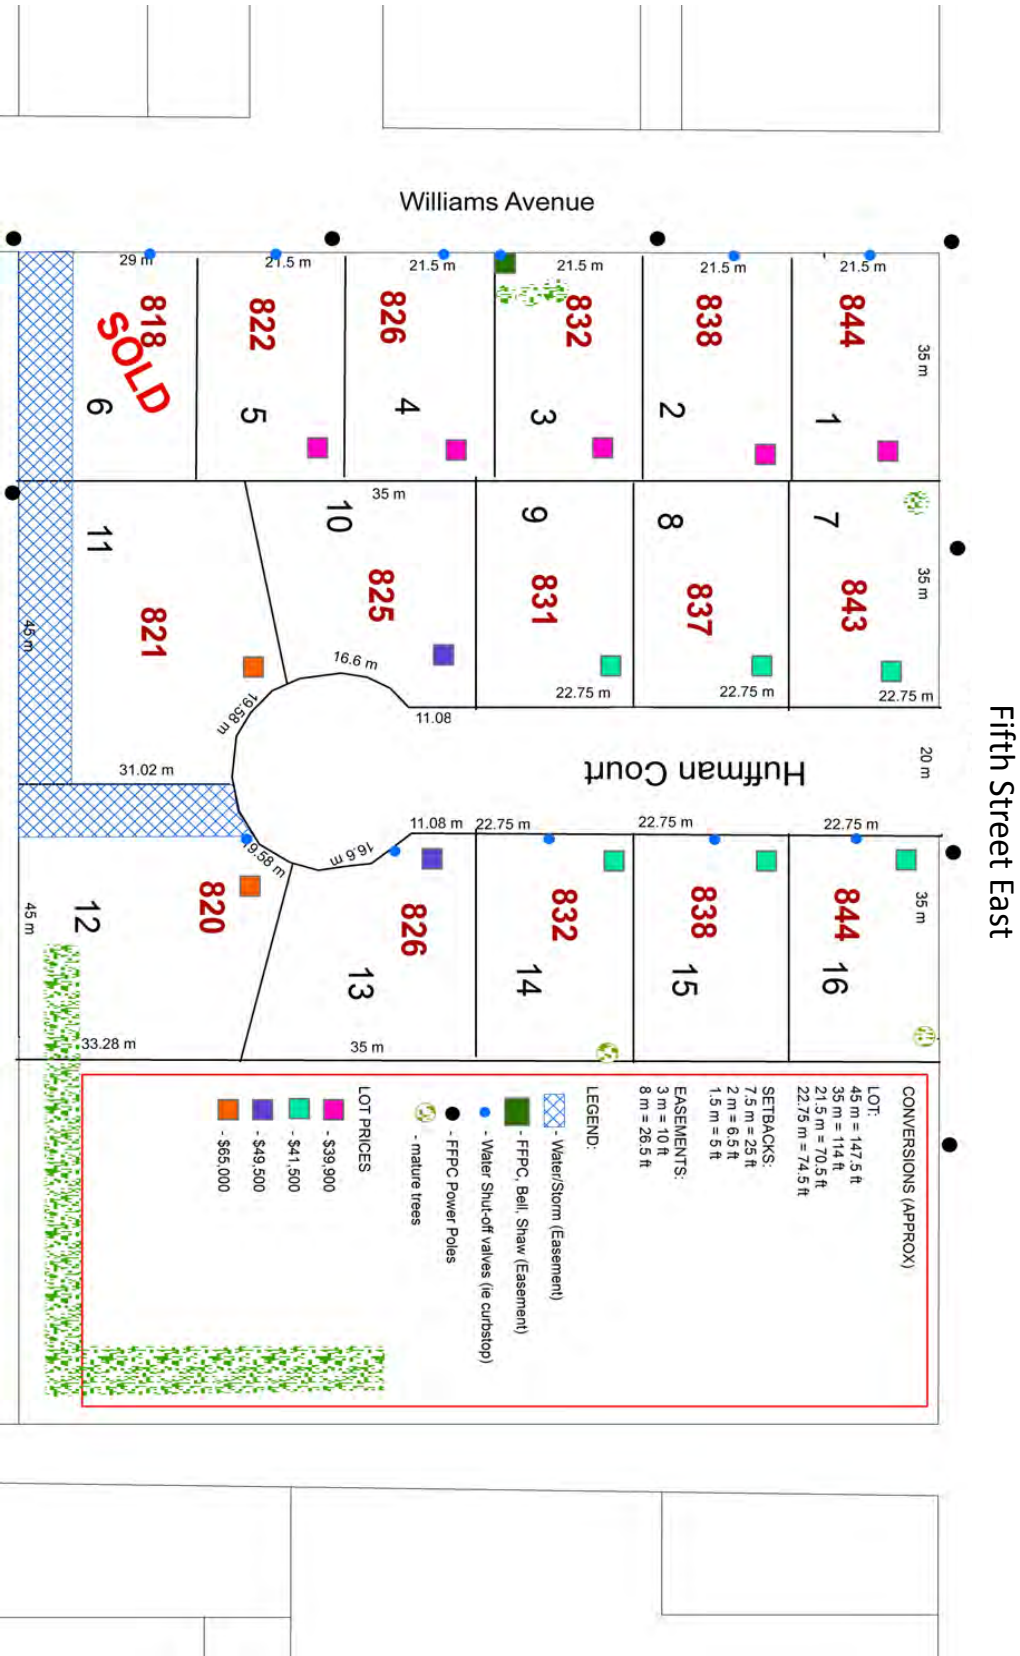 Williams Avenue
29 m
21.5 m
21.5 m
21.5 m
21.5 m
21.5 m
818
SOLD
6
822
5
826
4
832
3
838
2
844
1
35 m
11
821
45 m
31.02 m
19.58 m
10
35 m
825
16.6 m
11.08
9
831
22.75 m
8
837
22.75 m
7
843
35 m
22.75 m
Huffman Court
20 m
Fifth Street East
12
820
45 m
19.58 m
33.28 m
13
826
16.6 m
11.08 m
35 m
14
832
22.75 m
15
838
22.75 m
16
844
22.75 m
35 m
CONVERSIONS (APPROX)
LOT:
45 m = 147.5 ft
35 m = 114 ft
21.5 m = 70.5 ft
22.75 m = 74.5 ft
SETBACKS:
7.5 m = 25 ft
2 m = 6.5 ft
1.5 m = 5 ft
EASEMENTS:
3 m = 10 ft
8 m = 26.5 ft
LEGEND:
- Water/Storm (Easement)
- FFPC, Bell, Shaw (Easement)
- Water Shut-off valves (ie curbstop)
- FFPC Power Poles
- mature trees
LOT PRICES
- $39,900
- $41,500
- $49,500
- $65,000